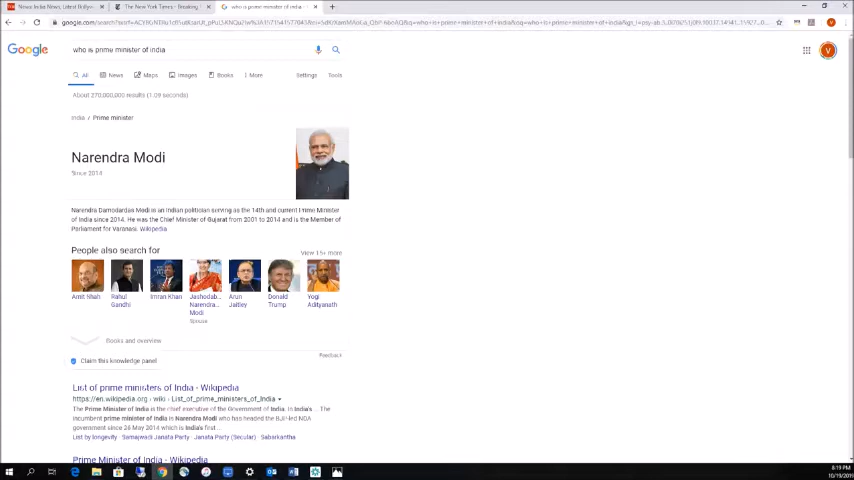 News India News, Latest Bollyw
The New York Times - Breaking
who is prime minister of india -
Google
who is prime minister of india
V
All News Maps Images Books More Settings Tools
About 270,000,000 results (1.09 seconds)
India / Prime minister
Narendra Modi
Since 2014
Narendra Damodardas Modi is an Indian politician serving as the 14th and current Prime Minister
of India since 2014. He was the Chief Minister of Gujarat from 2001 to 2014 and is the Member of
Parliament for Varanasi. Wikipedia
People also search for
View 15+ more
Amit Shah
Rahul Gandhi
Imran Khan
Jashodab... Narendra... Modi
Spouse
Arun Jaitley
Donald Trump
Yogi Adityanath
Books and overview
Feedback
Claim this knowledge panel
List of prime ministers of India - Wikipedia
https://en.wikipedia.org › wiki › List_of_prime_ministers_of_India
The Prime Minister of India is the chief executive of the Government of India. In India's ... The
incumbent prime minister of India is Narendra Modi who has headed the BJP-led NDA
government since 26 May 2014 which is India's first ...
List by longevity · Samajwadi Janata Party · Janata Party (Secular) · Sabarkantha
Prime Minister of India - Wikipedia
8:19 PM
10/19/2019